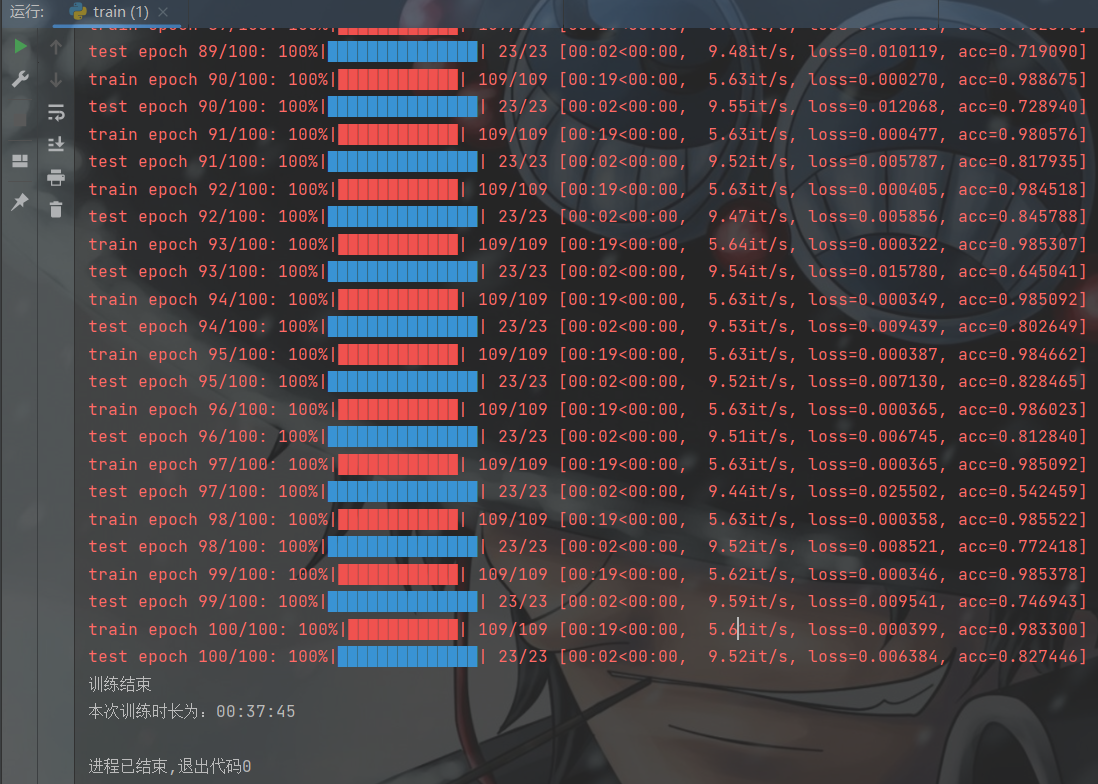 运行: train (1)
test epoch 89/100: 100%| | 23/23 [00:02<00:00, 9.48it/s, loss=0.010119, acc=0.719090]
train epoch 90/100: 100%| | 109/109 [00:19<00:00, 5.63it/s, loss=0.000270, acc=0.988675]
test epoch 90/100: 100%| | 23/23 [00:02<00:00, 9.55it/s, loss=0.012068, acc=0.728940]
train epoch 91/100: 100%| | 109/109 [00:19<00:00, 5.63it/s, loss=0.000477, acc=0.980576]
test epoch 91/100: 100%| | 23/23 [00:02<00:00, 9.52it/s, loss=0.005787, acc=0.817935]
train epoch 92/100: 100%| | 109/109 [00:19<00:00, 5.63it/s, loss=0.000405, acc=0.984518]
test epoch 92/100: 100%| | 23/23 [00:02<00:00, 9.47it/s, loss=0.005856, acc=0.845788]
train epoch 93/100: 100%| | 109/109 [00:19<00:00, 5.64it/s, loss=0.000322, acc=0.985307]
test epoch 93/100: 100%| | 23/23 [00:02<00:00, 9.54it/s, loss=0.015780, acc=0.645041]
train epoch 94/100: 100%| | 109/109 [00:19<00:00, 5.63it/s, loss=0.000349, acc=0.985092]
test epoch 94/100: 100%| | 23/23 [00:02<00:00, 9.53it/s, loss=0.009439, acc=0.802649]
train epoch 95/100: 100%| | 109/109 [00:19<00:00, 5.63it/s, loss=0.000387, acc=0.984662]
test epoch 95/100: 100%| | 23/23 [00:02<00:00, 9.52it/s, loss=0.007130, acc=0.828465]
train epoch 96/100: 100%| | 109/109 [00:19<00:00, 5.63it/s, loss=0.000365, acc=0.986023]
test epoch 96/100: 100%| | 23/23 [00:02<00:00, 9.51it/s, loss=0.006745, acc=0.812840]
train epoch 97/100: 100%| | 109/109 [00:19<00:00, 5.63it/s, loss=0.000365, acc=0.985092]
test epoch 97/100: 100%| | 23/23 [00:02<00:00, 9.44it/s, loss=0.025502, acc=0.542459]
train epoch 98/100: 100%| | 109/109 [00:19<00:00, 5.63it/s, loss=0.000358, acc=0.985522]
test epoch 98/100: 100%| | 23/23 [00:02<00:00, 9.52it/s, loss=0.008521, acc=0.772418]
train epoch 99/100: 100%| | 109/109 [00:19<00:00, 5.62it/s, loss=0.000346, acc=0.985378]
test epoch 99/100: 100%| | 23/23 [00:02<00:00, 9.59it/s, loss=0.009541, acc=0.746943]
train epoch 100/100: 100%| | 109/109 [00:19<00:00, 5.61it/s, loss=0.000399, acc=0.983300]
test epoch 100/100: 100%| | 23/23 [00:02<00:00, 9.52it/s, loss=0.006384, acc=0.827446]
训练结束
本次训练时长为：00:37:45
进程已结束,退出代码0